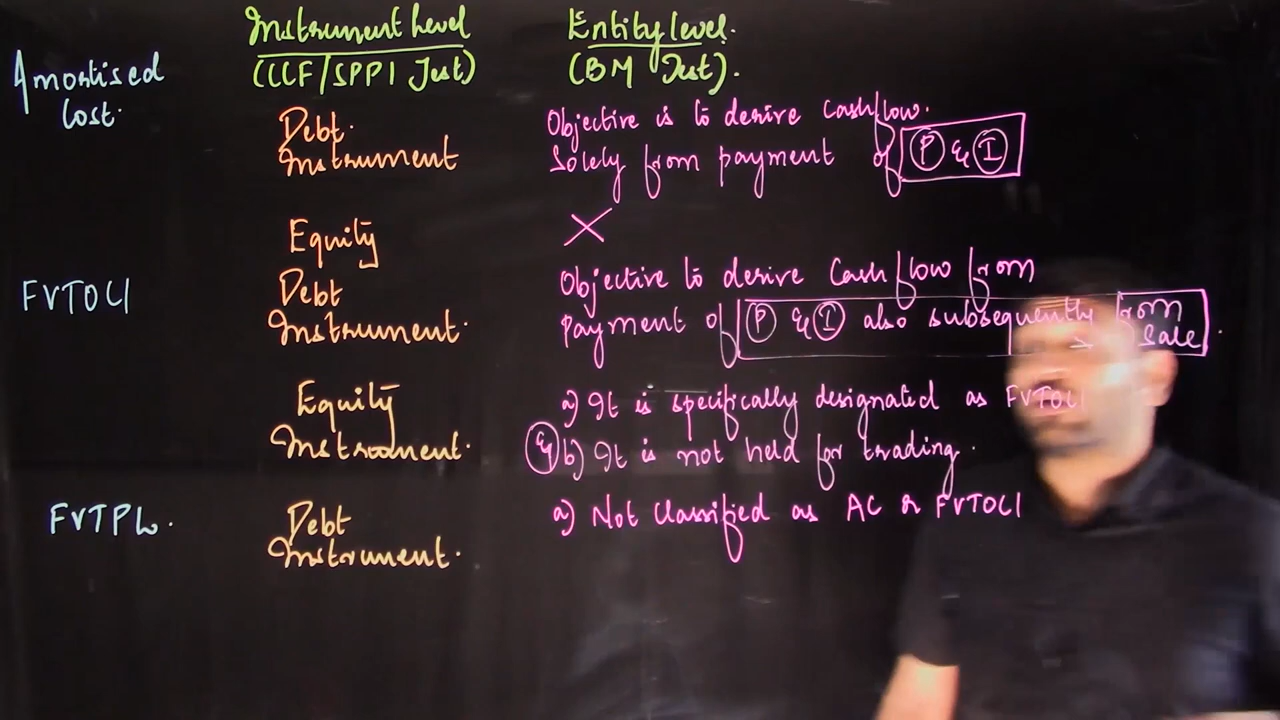 Instrument Level
(CCF/SPPI Test)
Entity level.
(BM Test).
Amortised
Cost.
Debt.
Instrument
Objective is to derive Cashflow.
Solely from payment of P & I
Equity
X
FVTOCI
Debt
Instrument.
Objective to derive Cash flow from
payment of P & I also subsequently from
Sale.
Equity
Instrument.
a) It is specifically designated as FVTOCI
& b) It is not held for trading.
FVTPL.
Debt
Instrument.
a) Not Classified as AC or FVTOCI